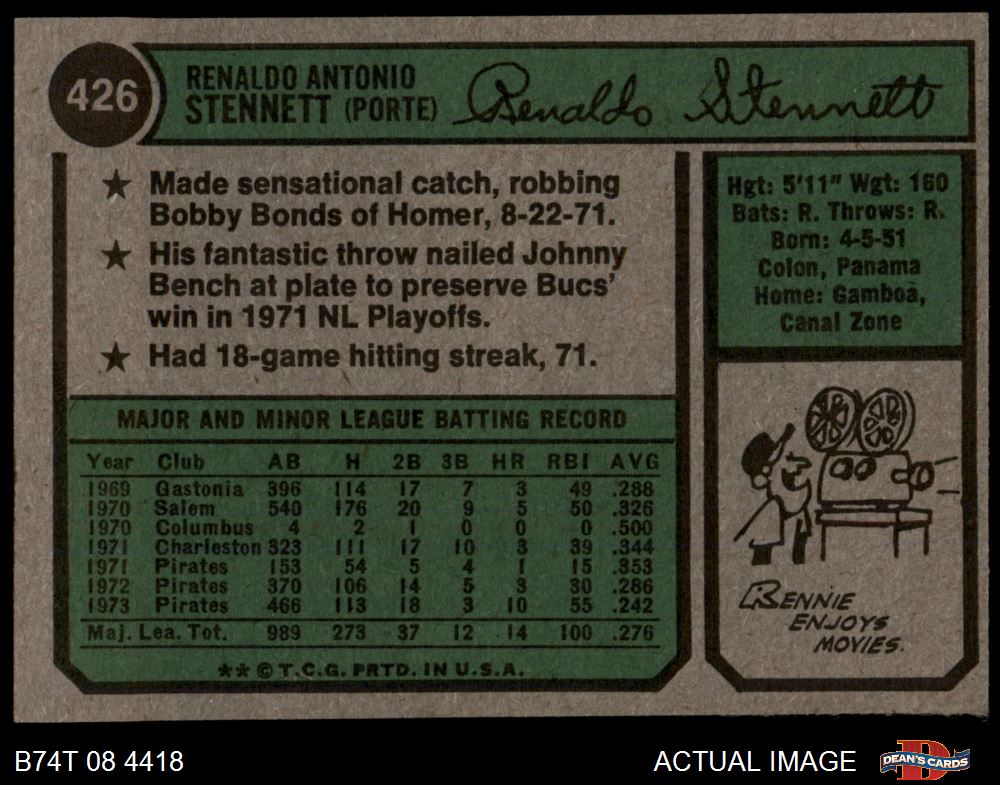 426
RENALDO ANTONIO
STENNETT (PORTE)
Renaldo Stennett
★ Made sensational catch, robbing
Bobby Bonds of Homer, 8-22-71.
★ His fantastic throw nailed Johnny
Bench at plate to preserve Bucs'
win in 1971 NL Playoffs.
★ Had 18-game hitting streak, 71.
Hgt: 5'11" Wgt: 160
Bats: R. Throws: R.
Born: 4-5-51
Colon, Panama
Home: Gamboa,
Canal Zone
MAJOR AND MINOR LEAGUE BATTING RECORD
Year Club AB H 2B 3B HR RBI AVG
1969 Gastonia 396 114 17 7 3 49 .288
1970 Salem 540 176 20 9 5 50 .326
1970 Columbus 4 2 1 0 0 0 .500
1971 Charleston 323 111 17 10 3 39 .344
1971 Pirates 153 54 5 4 1 15 .353
1972 Pirates 370 106 14 5 3 30 .286
1973 Pirates 466 113 18 3 10 55 .242
Maj. Lea. Tot. 989 273 37 12 14 100 .276
** © T.C.G. PRTD. IN U.S.A.
RENNIE
ENJOYS
MOVIES.
B74T 08 4418
ACTUAL IMAGE
D
DEAN'S CARDS